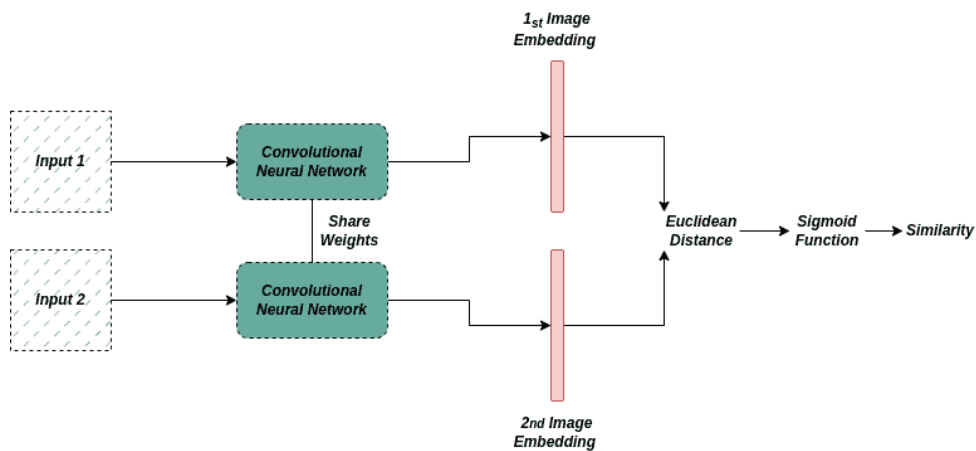 1st Image
Embedding
Input 1
Convolutional
Neural Network
Share
Weights
Euclidean
Distance
Sigmoid
Function
Similarity
Input 2
Convolutional
Neural Network
2nd Image
Embedding